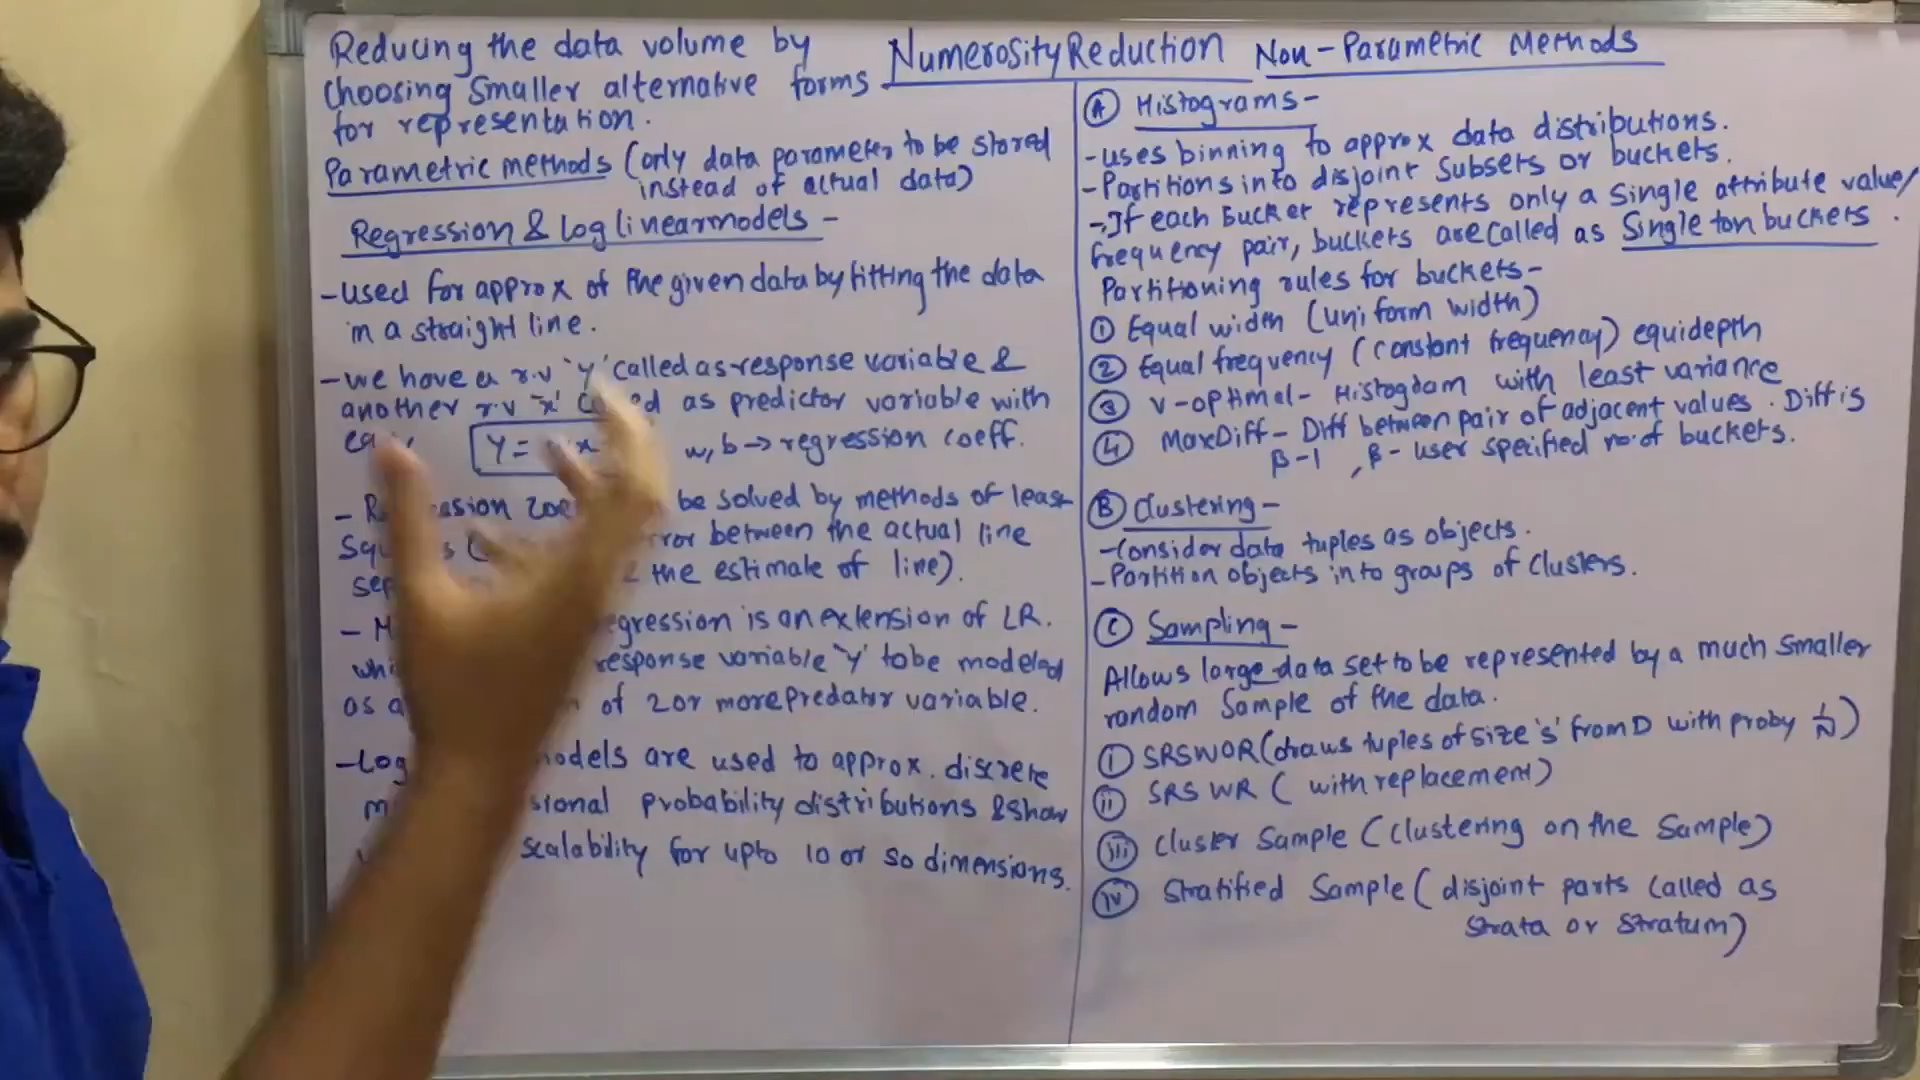 Numerosity Reduction
Reducing the data volume by
choosing smaller alternative forms
for representation.
Parametric methods (only data parameters to be stored
instead of actual data)
Regression & log linear models -
- used for approx of the given data by fitting the data
in a straight line.
- we have a r.v 'y' called as response variable &
another r.v 'x' as predictor variable with
Y = x w, b → regression coeff.
be solved by methods of least
between the actual line
the estimate of line).
regression is an extension of LR.
response variable 'y' to be modeled
as a of 2 or more predator variable.
- Log models are used to approx. discrete
probability distributions & show
scalability for upto 10 or so dimensions.
Non-Parametric Methods
(A) Histograms -
- uses binning to approx data distributions.
- Partitions into disjoint subsets or buckets.
- If each bucket represents only a single attribute value/
frequency pair, buckets are called as Singleton buckets.
Partitioning rules for buckets -
(1) Equal width (uniform width)
(2) Equal frequency (constant frequency) equidepth
(3) V-optimal - Histogdam with least variance
(4) MaxDiff - Diff between pair of adjacent values. Diff is
β-1, β - user specified no. of buckets.
(B) Clustering -
- Consider data tuples as objects.
- Partition objects into groups of clusters.
(C) Sampling -
Allows large data set to be represented by a much smaller
random sample of the data.
(i) SRSWOR (draws tuples of size 's' from D with proby 1/N)
(ii) SRSWR ( with replacement)
(iii) Cluster Sample (clustering on the sample)
(iv) Stratified Sample (disjoint parts called as
strata or stratum)